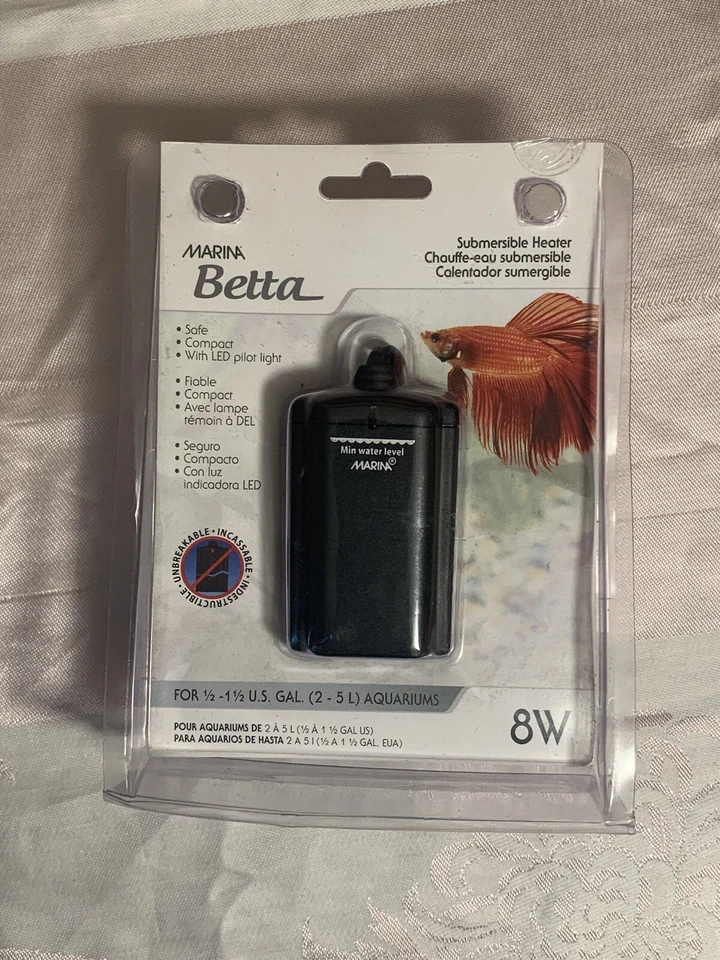 MARINA
Betta
Submersible Heater
Chauffe-eau submersible
Calentador sumergible
• Safe
• Compact
• With LED pilot light
• Fiable
• Compact
• Avec lampe
témoin à DEL
• Seguro
• Compacto
• Con luz
indicadora LED
Min water level
MARINA®
UNBREAKABLE • INCASSABLE • INDESTRUCTIBLE •
FOR ½ -1½ U.S. GAL. (2 - 5 L) AQUARIUMS
POUR AQUARIUMS DE 2 À 5 L (½ À 1 ½ GAL US)
PARA AQUARIOS DE HASTA 2 A 5 l (½ A 1 ½ GAL. EUA)
8W